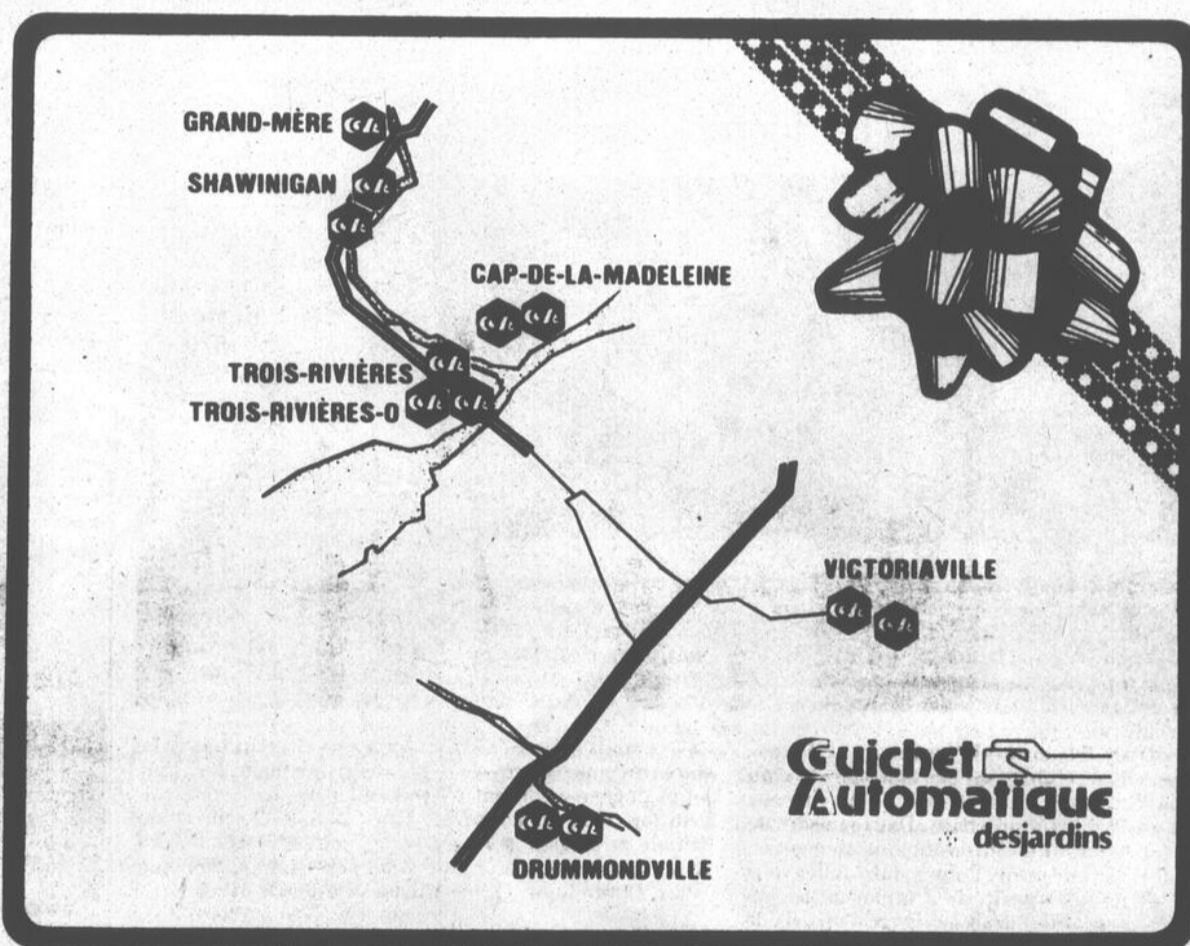 GRAND-MÈRE
SHAWINIGAN
CAP-DE-LA-MADELEINE
TROIS-RIVIÈRES
TROIS-RIVIÈRES-O
VICTORIAVILLE
Guichet
Automatique
desjardins
DRUMMONDVILLE